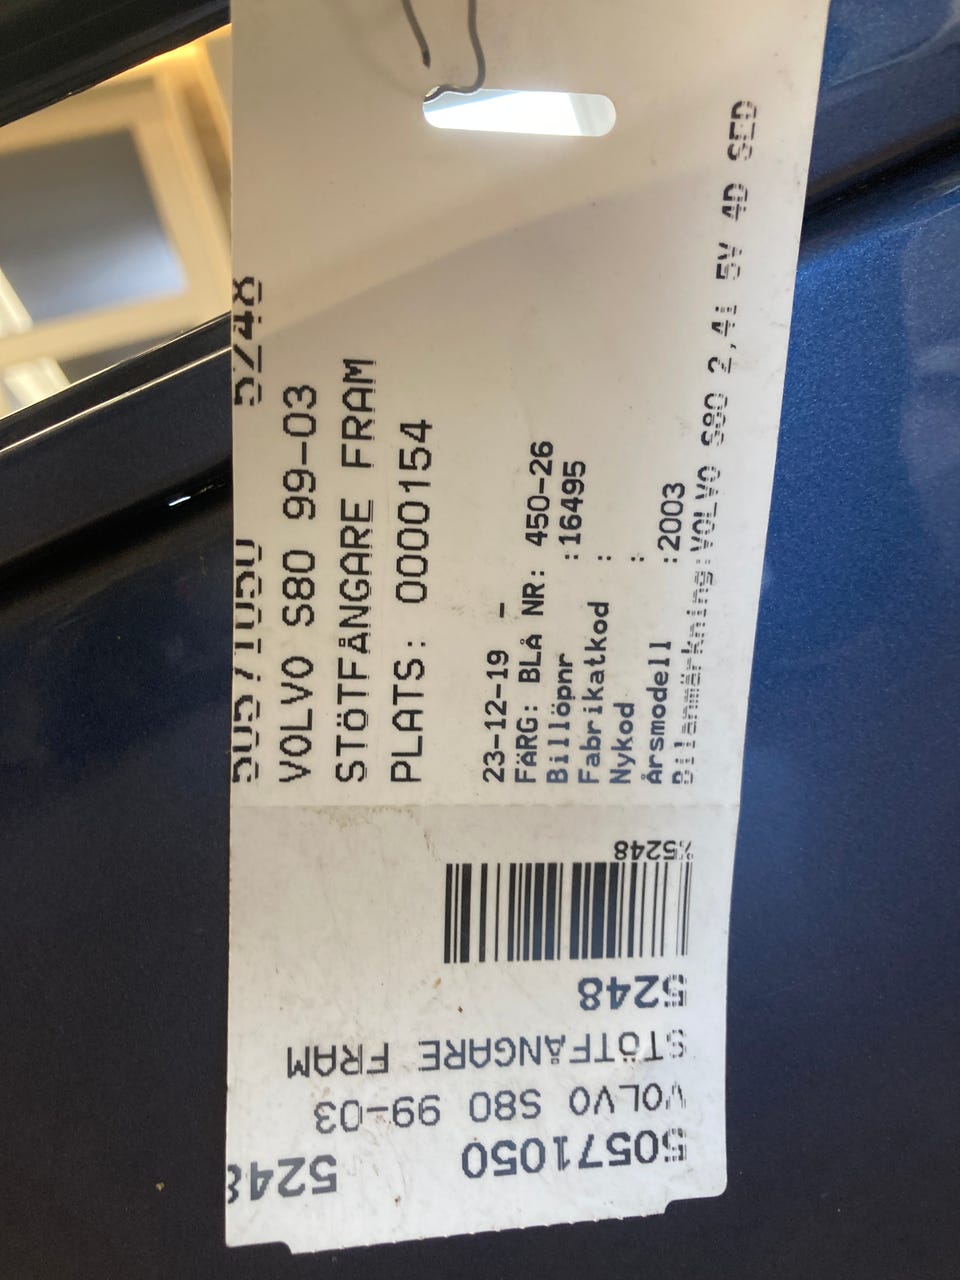 50571050 5248
VOLVO S80 99-03
STÖTFÅNGARE FRAM
PLATS: 0000154
23-12-19 -
FÄRG: BLÅ NR: 450-26
Billöpnr :16495
Fabrikatkod :
Nykod :
Årsmodell :2003
Bilanmärkning:VOLVO S80 2,4i 5V 4D SED
50571050 5248
VOLVO S80 99-03
STÖTFÅNGARE FRAM
5248
5248